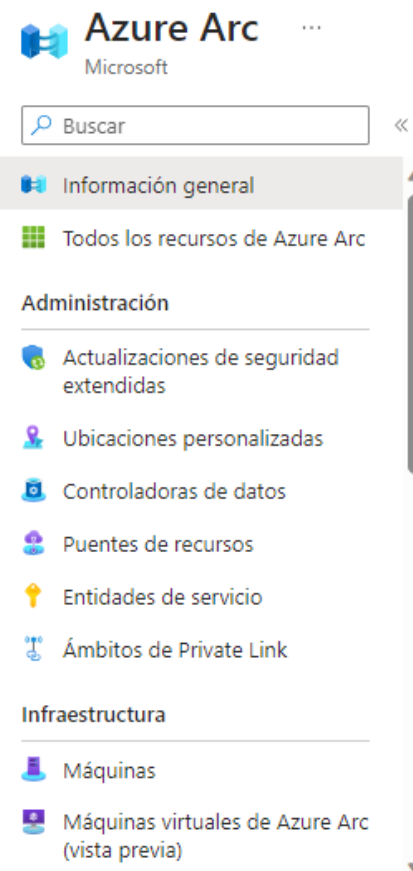 Azure Arc ...
Microsoft
Buscar
Información general
Todos los recursos de Azure Arc
Administración
Actualizaciones de seguridad
extendidas
Ubicaciones personalizadas
Controladoras de datos
Puentes de recursos
Entidades de servicio
Ámbitos de Private Link
Infraestructura
Máquinas
Máquinas virtuales de Azure Arc
(vista previa)